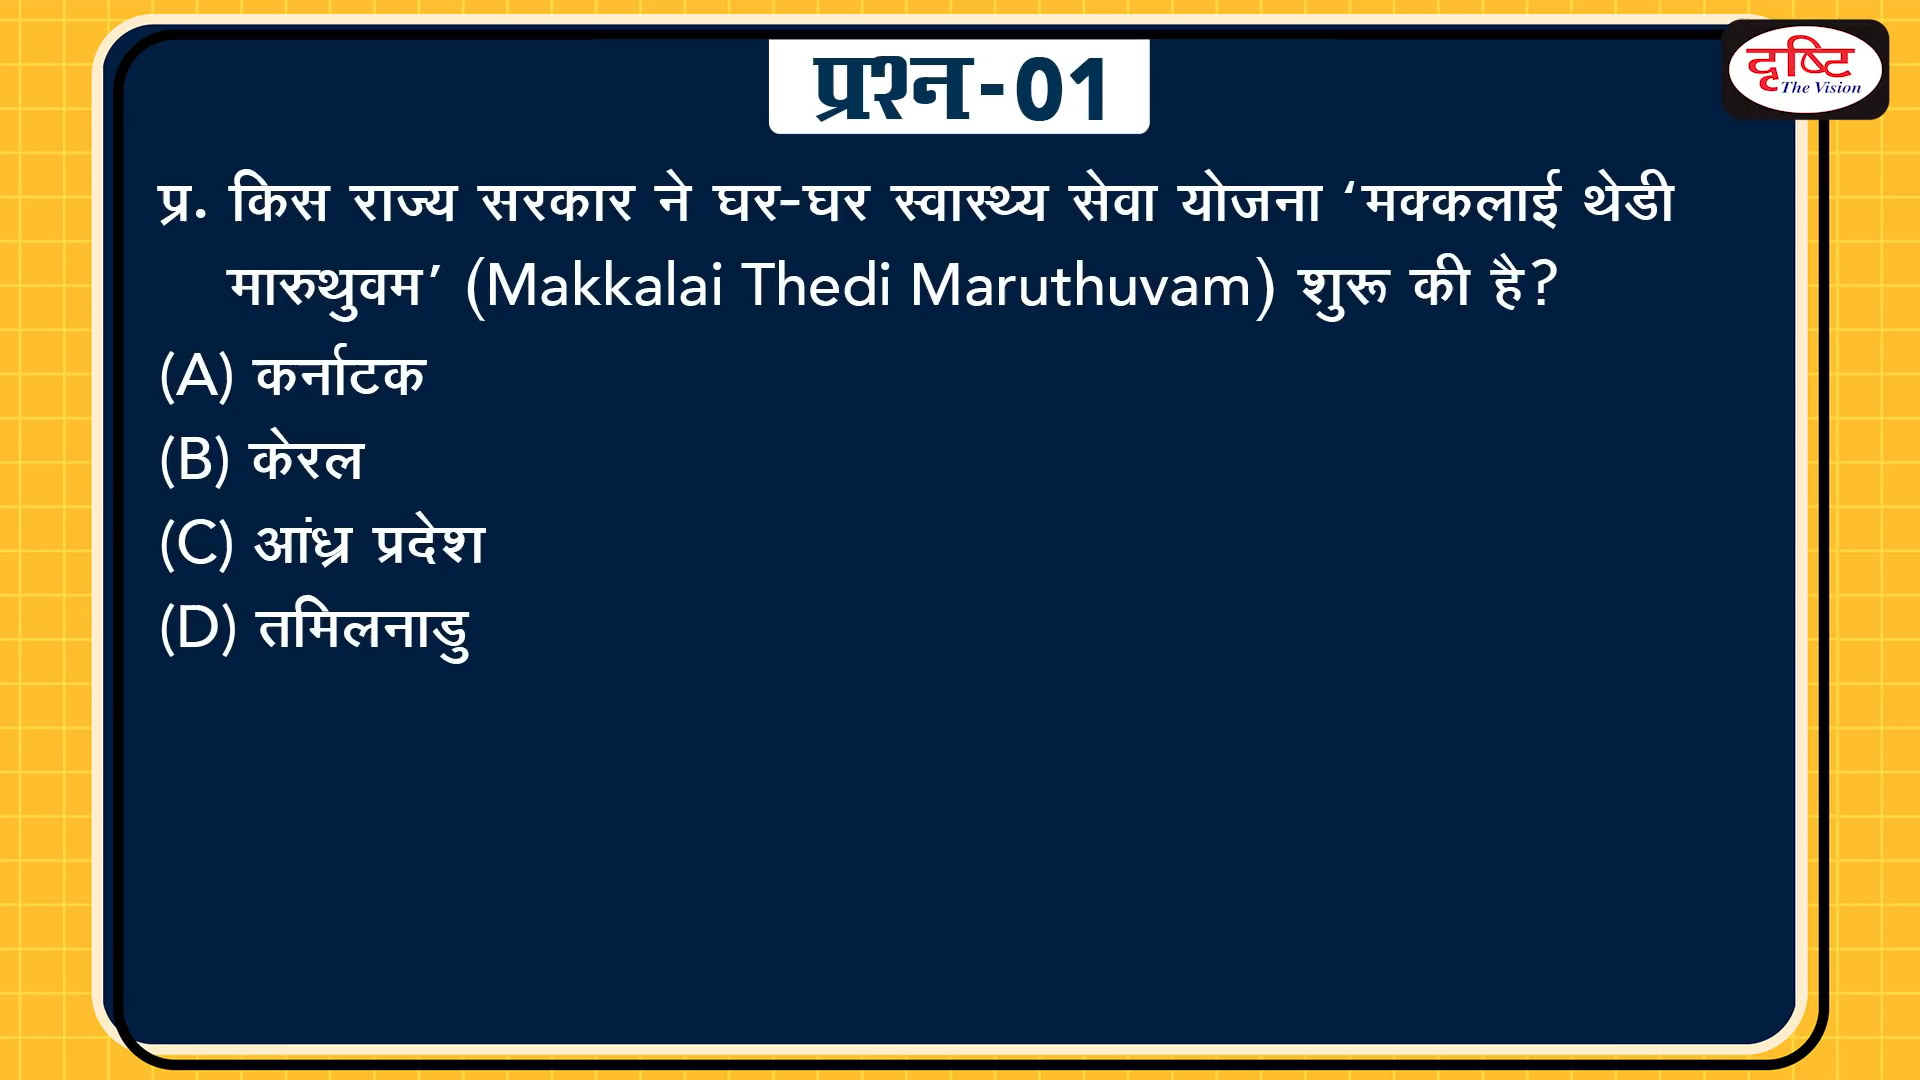 प्रश्न-01
दृष्टि
The Vision
प्र. किस राज्य सरकार ने घर-घर स्वास्थ्य सेवा योजना ‘मक्कलाई थेडी
मारुथुवम’ (Makkalai Thedi Maruthuvam) शुरू की है?
(A) कर्नाटक
(B) केरल
(C) आंध्र प्रदेश
(D) तमिलनाडु